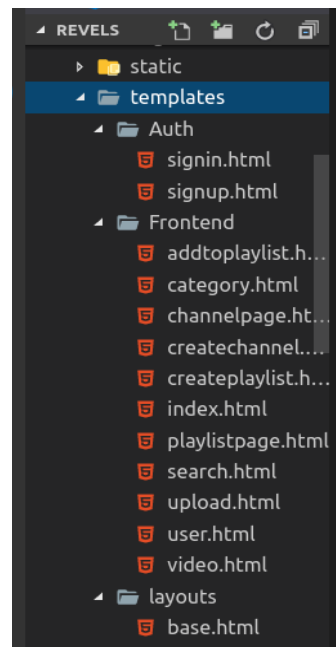 REVELS
static
templates
Auth
signin.html
signup.html
Frontend
addtoplaylist.h...
category.html
channelpage.ht...
createchannel....
createplaylist.h...
index.html
playlistpage.html
search.html
upload.html
user.html
video.html
layouts
base.html